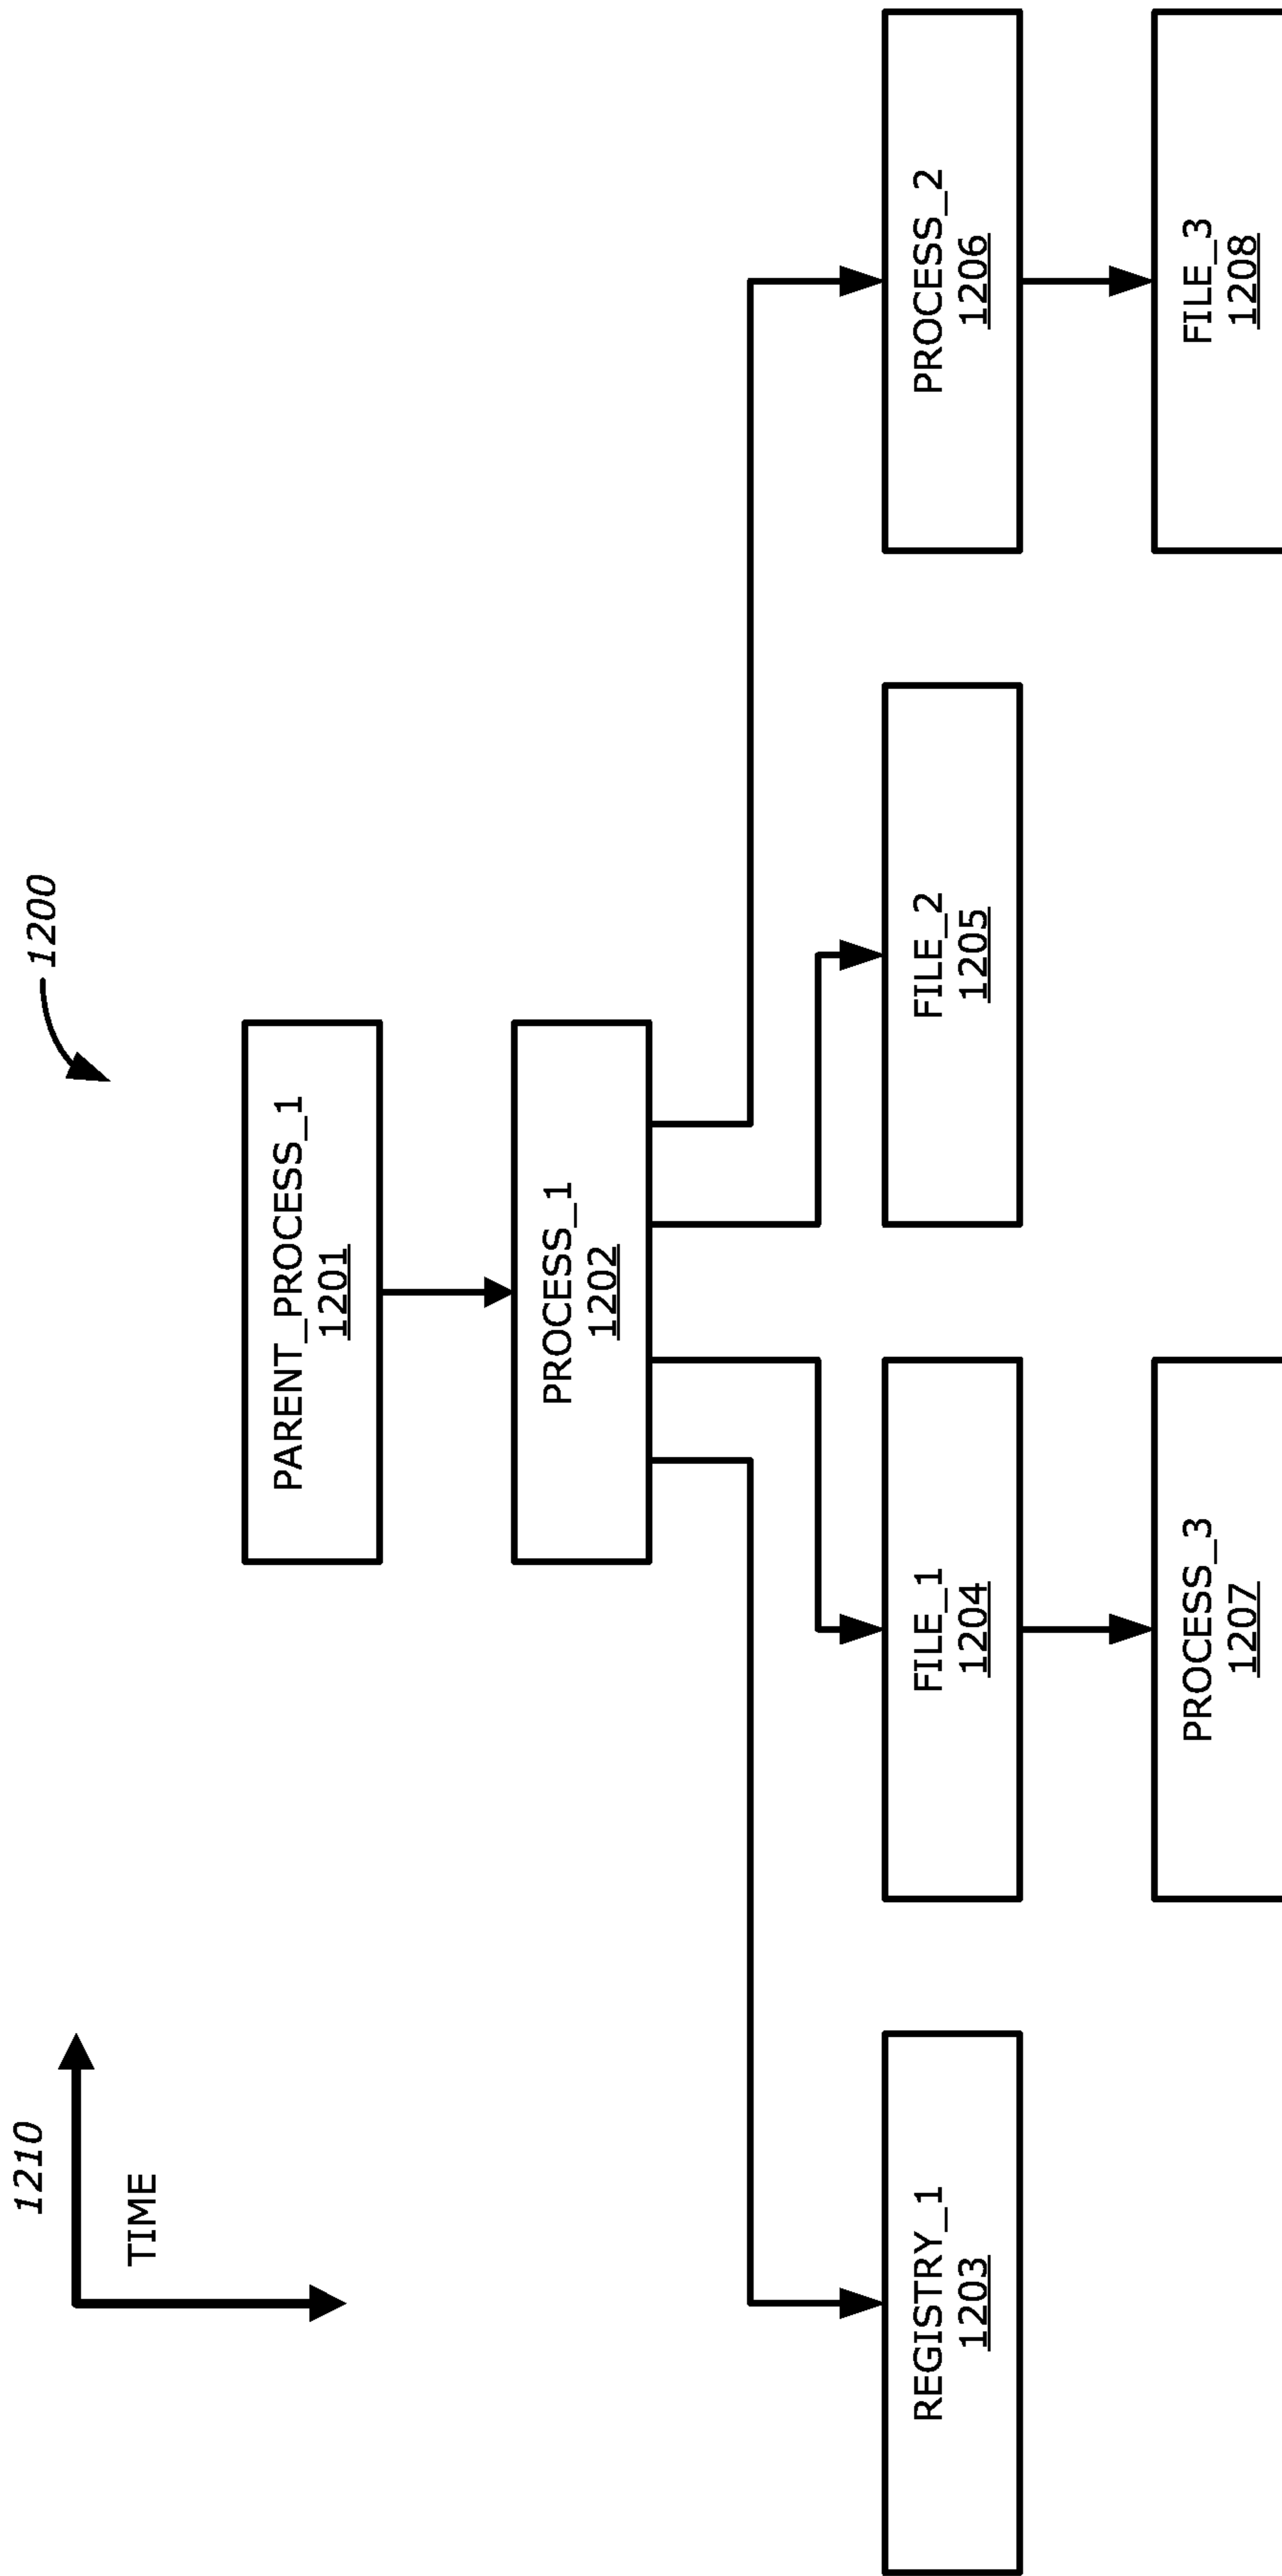 1200
1210
TIME
PARENT_PROCESS_1
1201
PROCESS_1
1202
REGISTRY_1
1203
FILE_1
1204
FILE_2
1205
PROCESS_2
1206
PROCESS_3
1207
FILE_3
1208